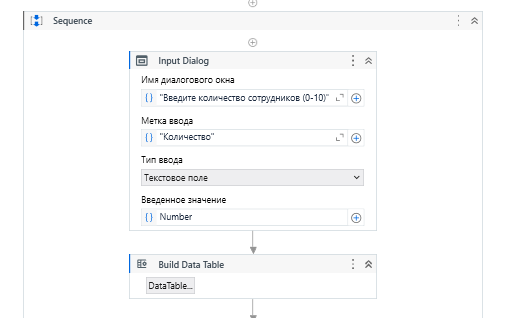 Sequence
Input Dialog
Имя диалогового окна
"Введите количество сотрудников (0-10)"
Метка ввода
"Количество"
Тип ввода
Текстовое поле
Введенное значение
Number
Build Data Table
DataTable...